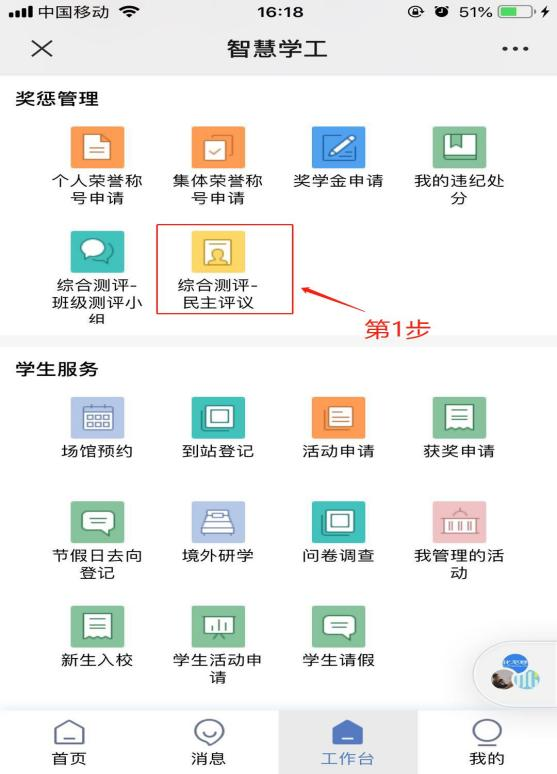 中国移动 16:18 51%
智慧学工
奖惩管理
个人荣誉称 集体荣誉称 奖学金申请 我的违纪处
号申请 号申请 分
综合测评- 综合测评-
班级测评小 民主评议
组
第1步
学生服务
场馆预约 到站登记 活动申请 获奖申请
节假日去向 境外研学 问卷调查 我管理的活
登记 动
新生入校 学生活动申 学生请假
请
首页 消息 工作台 我的